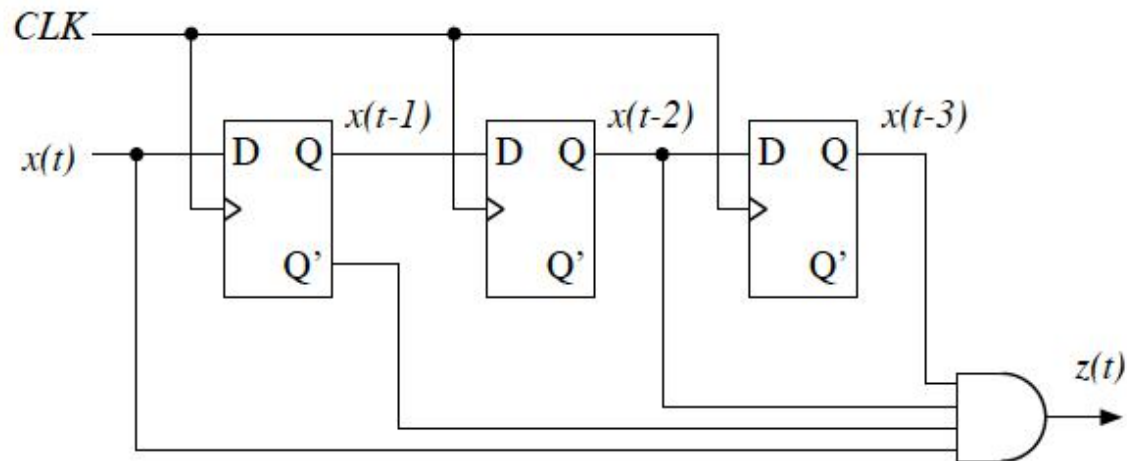 CLK
x(t-1) x(t-2) x(t-3)
x(t) D Q D Q D Q
Q’ Q’ Q’
z(t)